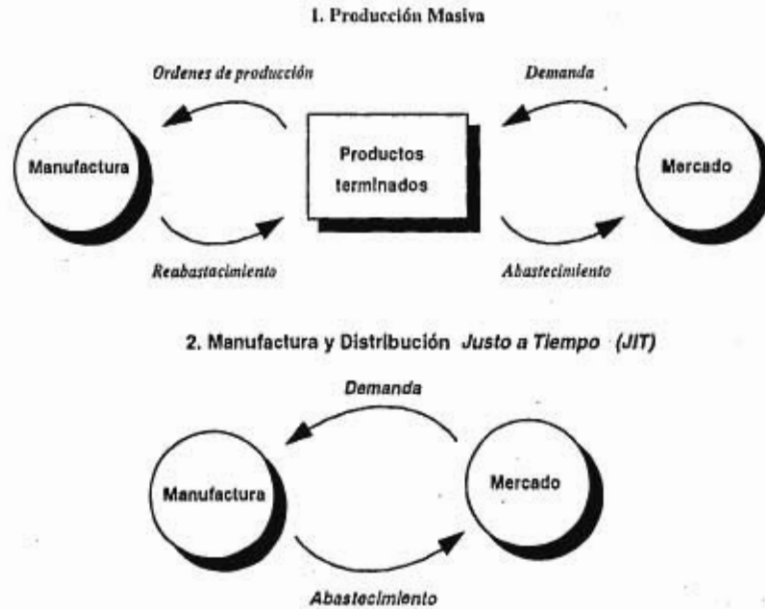 1. Producción Masiva
Ordenes de producción
Demanda
Manufactura
Productos
terminados
Mercado
Reabastacimiento
Abastecimiento
2. Manufactura y Distribución Justo a Tiempo (JIT)
Demanda
Manufactura
Mercado
Abastecimiento